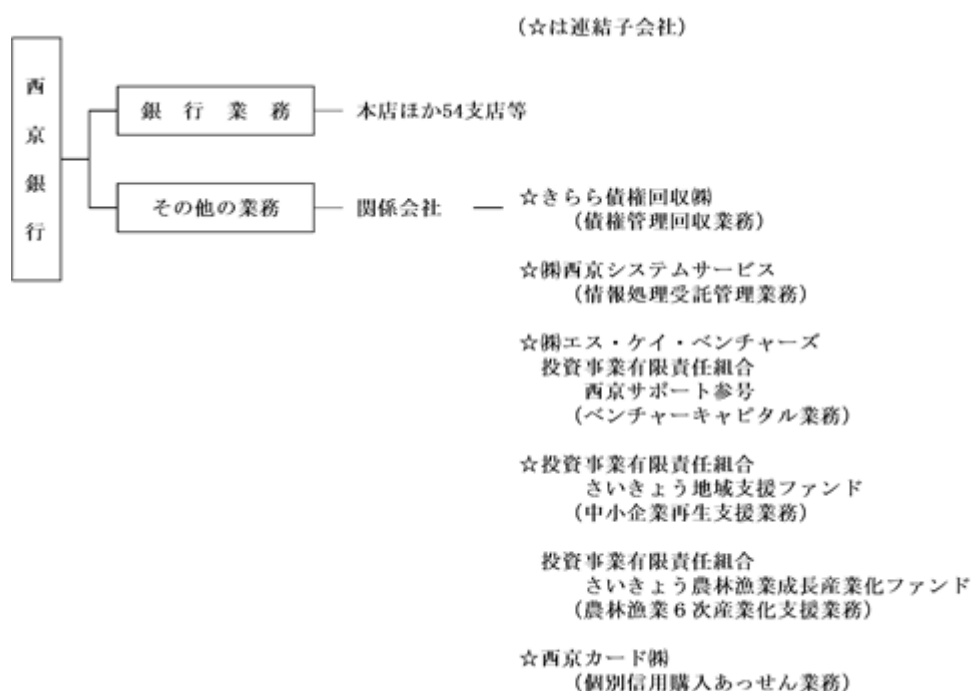 (☆は連結子会社)
西京銀行
銀行業務
本店ほか54支店等
その他の業務
関係会社
☆きらら債権回収㈱
(債権管理回収業務)
☆㈱西京システムサービス
(情報処理受託管理業務)
☆㈱エス・ケイ・ベンチャーズ
投資事業有限責任組合
西京サポート参号
(ベンチャーキャピタル業務)
☆投資事業有限責任組合
さいきょう地域支援ファンド
(中小企業再生支援業務)
投資事業有限責任組合
さいきょう農林漁業成長産業化ファンド
(農林漁業6次産業化支援業務)
☆西京カード㈱
(個別信用購入あっせん業務)